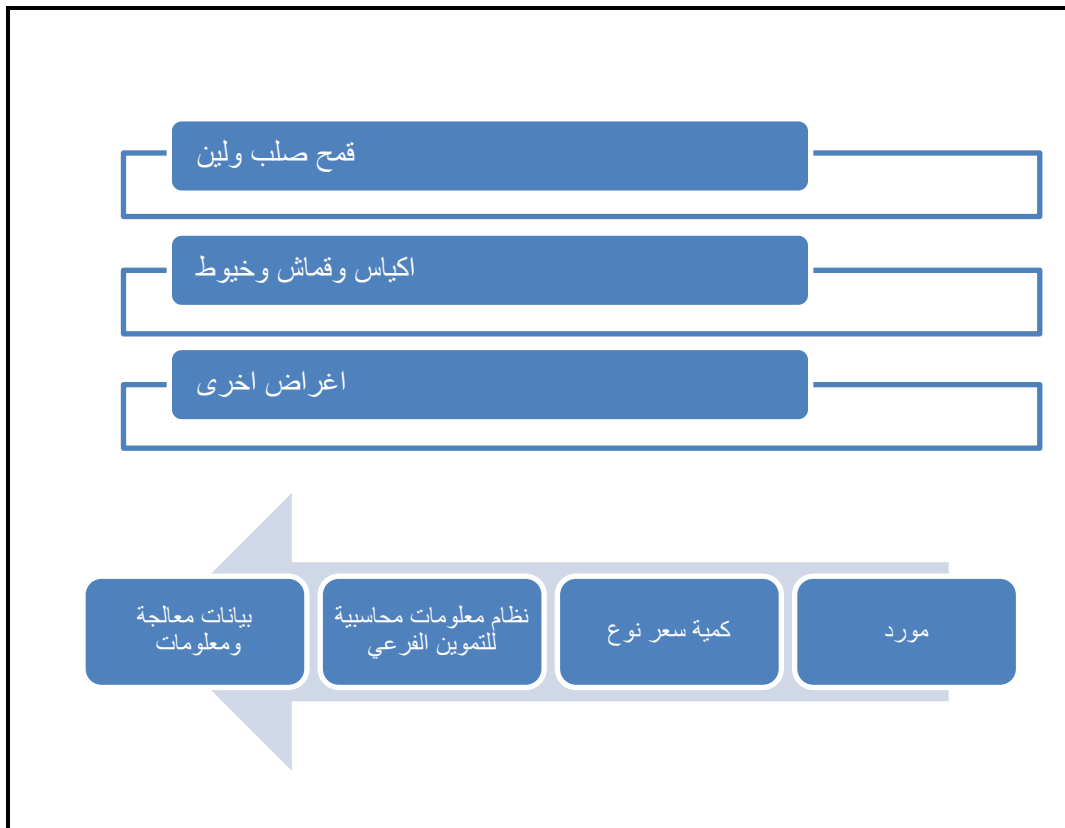 قمح صلب ولين
اكياس وقماش وخيوط
اغراض اخرى
مورد
كمية سعر نوع
نظام معلومات محاسبية
للتموين الفرعي
بيانات معالجة
ومعلومات